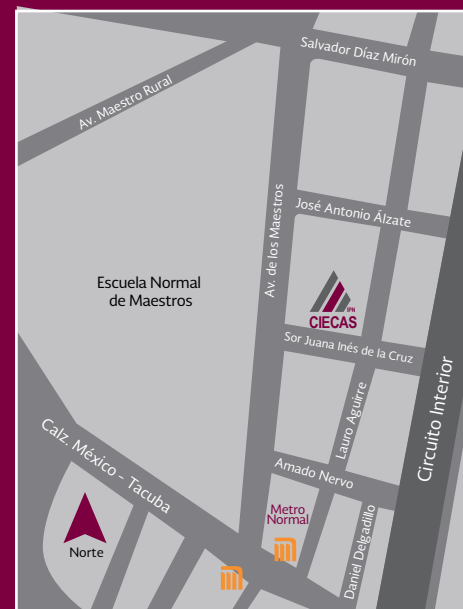 Salvador Díaz Mirón
Av. Maestro Rural
José Antonio Álzate
Av. de los Maestros
Escuela Normal
de Maestros
IPN
CIECAS
Sor Juana Inés de la Cruz
Circuito Interior
Lauro Aguirre
Calz. México - Tacuba
Amado Nervo
Metro
Normal
Daniel Delgadillo
Norte